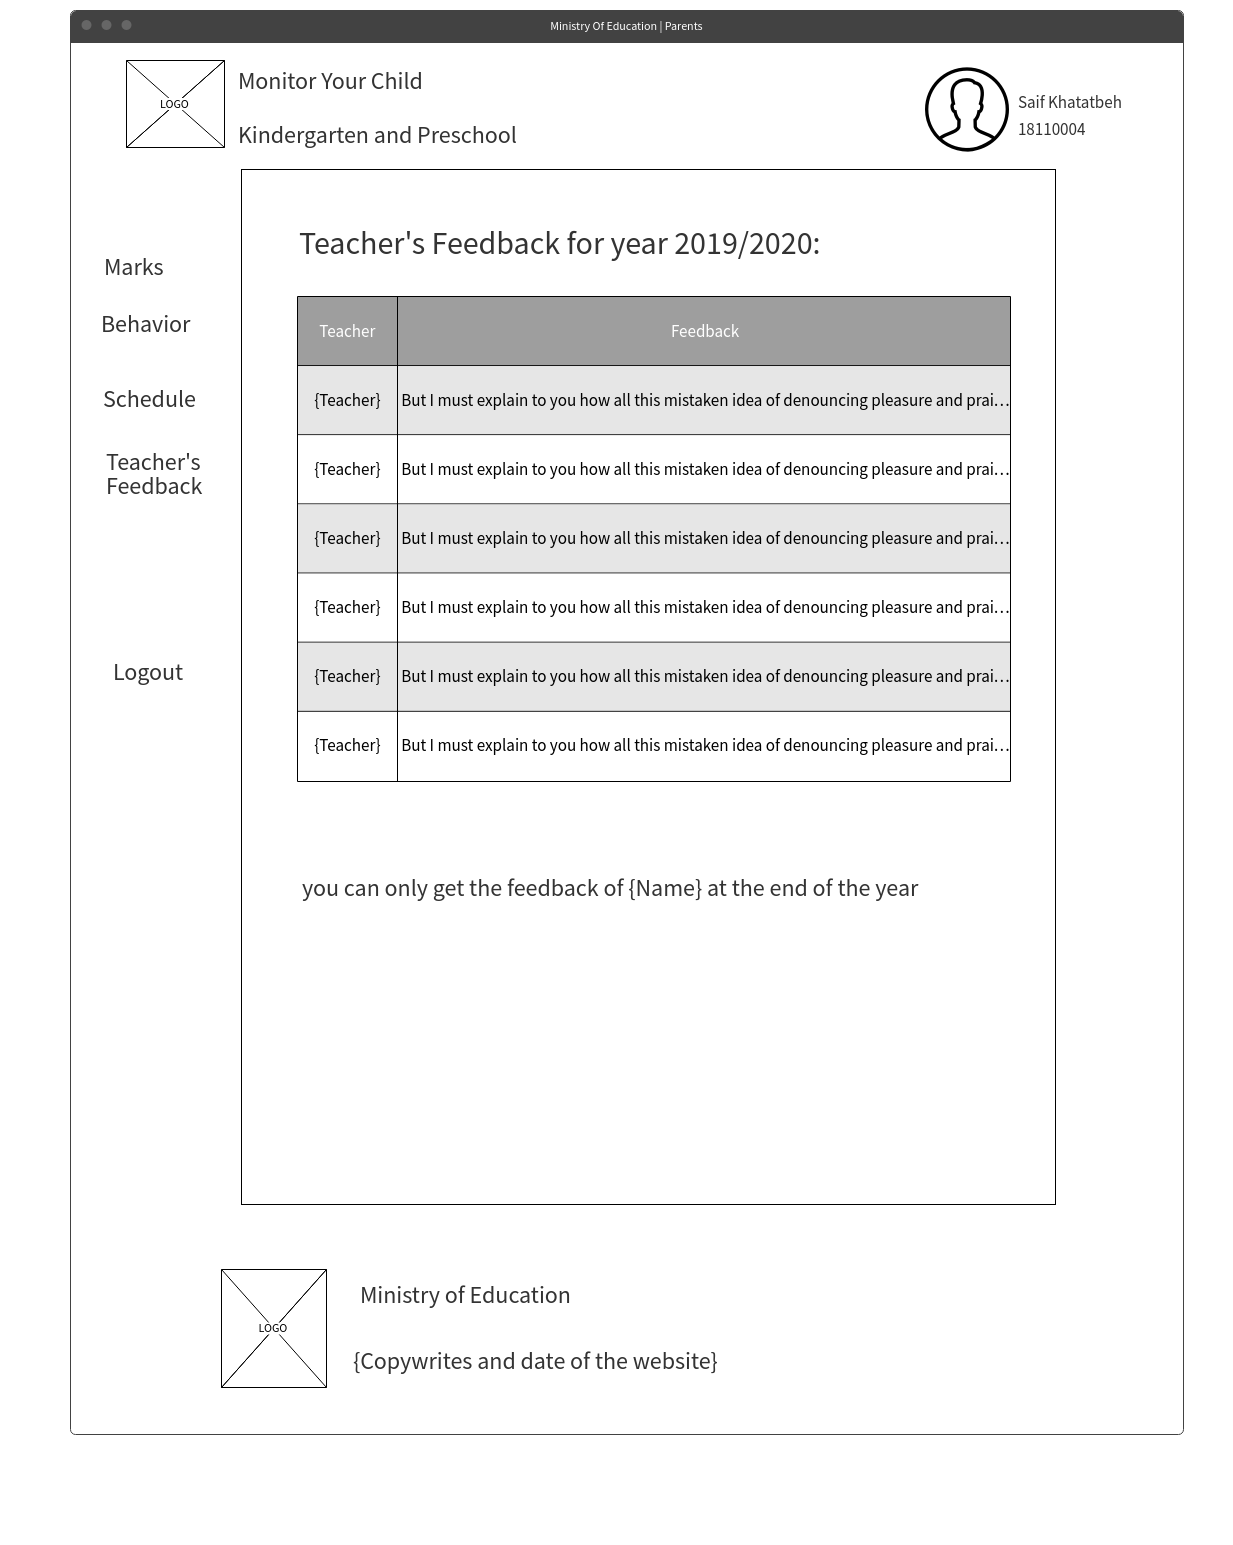 Ministry Of Education | Parents
LOGO
Monitor Your Child
Kindergarten and Preschool
Saif Khatatbeh
18110004
Marks
Behavior
Schedule
Teacher's
Feedback
Logout
Teacher's Feedback for year 2019/2020:
Teacher Feedback
{Teacher} But I must explain to you how all this mistaken idea of denouncing pleasure and prai...
{Teacher} But I must explain to you how all this mistaken idea of denouncing pleasure and prai...
{Teacher} But I must explain to you how all this mistaken idea of denouncing pleasure and prai...
{Teacher} But I must explain to you how all this mistaken idea of denouncing pleasure and prai...
{Teacher} But I must explain to you how all this mistaken idea of denouncing pleasure and prai...
{Teacher} But I must explain to you how all this mistaken idea of denouncing pleasure and prai...
you can only get the feedback of {Name} at the end of the year
LOGO
Ministry of Education
{Copywrites and date of the website}